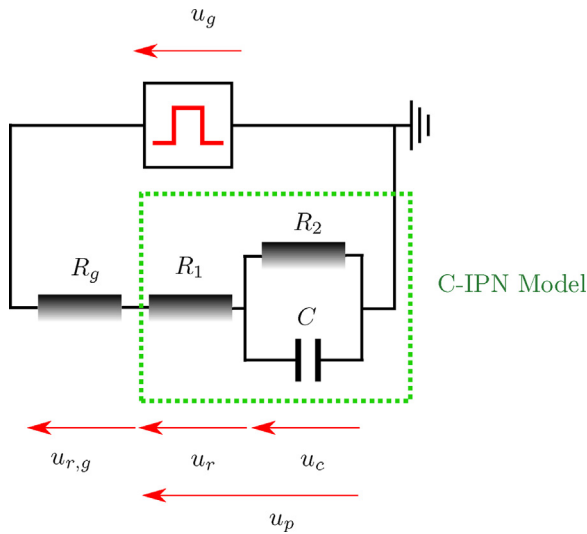 u_g
R_2
R_g
R_1
C-IPN Model
C
u_{r,g}
u_r
u_c
u_p